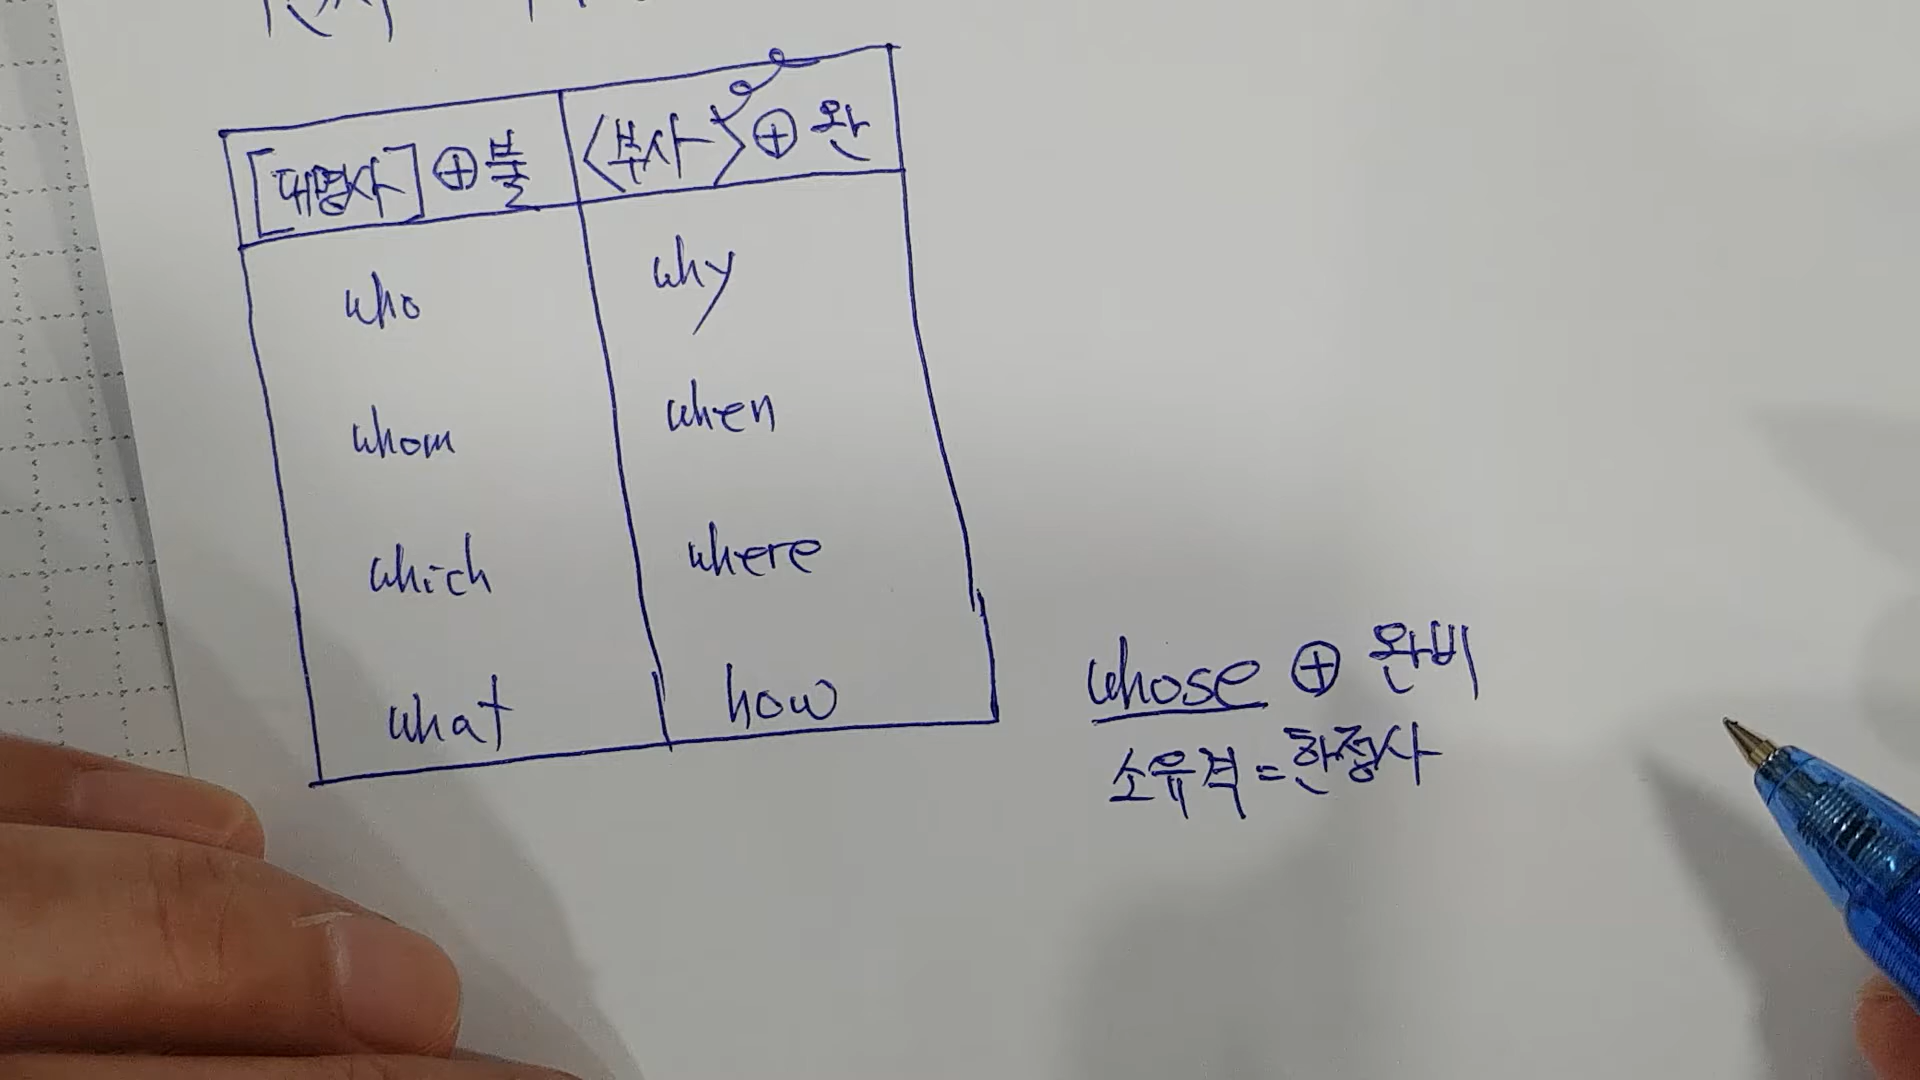 [대명사] ⊕ 불 <부사> ⊕ 완
who why
whom when
which where
what how
whose ⊕ 완비
소유격 = 한정사